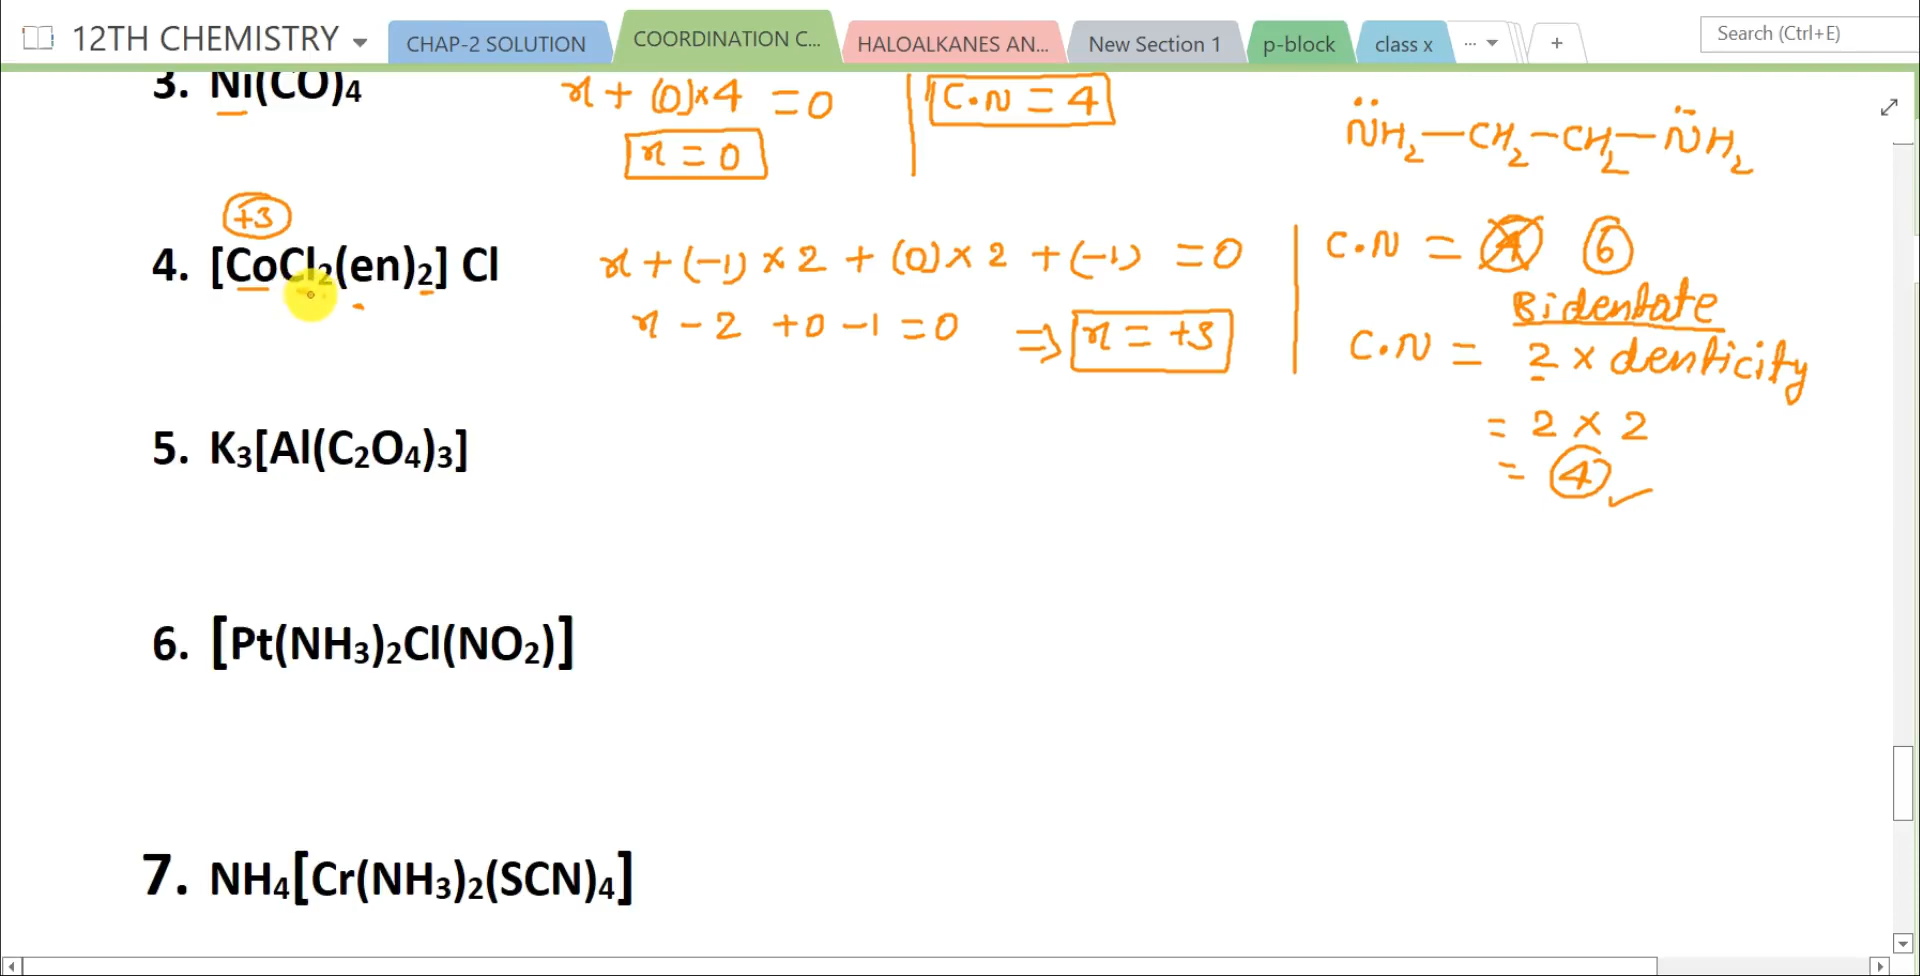 12TH CHEMISTRY
CHAP-2 SOLUTION
COORDINATION C...
HALOALKANES AN...
New Section 1
p-block
class x
...
+
Search (Ctrl+E)
3. Ni(CO)4
x + (0)×4 = 0
x = 0
C.N = 4
N̈H2—CH2—CH2—N̈H2
+3
4. [CoCl2(en)2] Cl
x + (-1) × 2 + (0) × 2 + (-1) = 0
x - 2 + 0 - 1 = 0 ⇒ x = +3
C.N = 4 6
Bidentate
C.N = 2 × denticity
= 2 × 2
= 4 ✓
5. K3[Al(C2O4)3]
6. [Pt(NH3)2Cl(NO2)]
7. NH4[Cr(NH3)2(SCN)4]